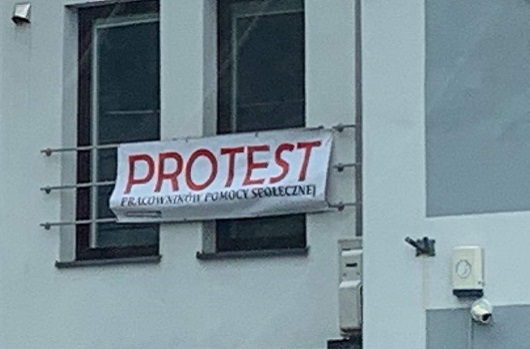 PROTEST
PRACOWNIKÓW POMOCY SPOŁECZNEJ